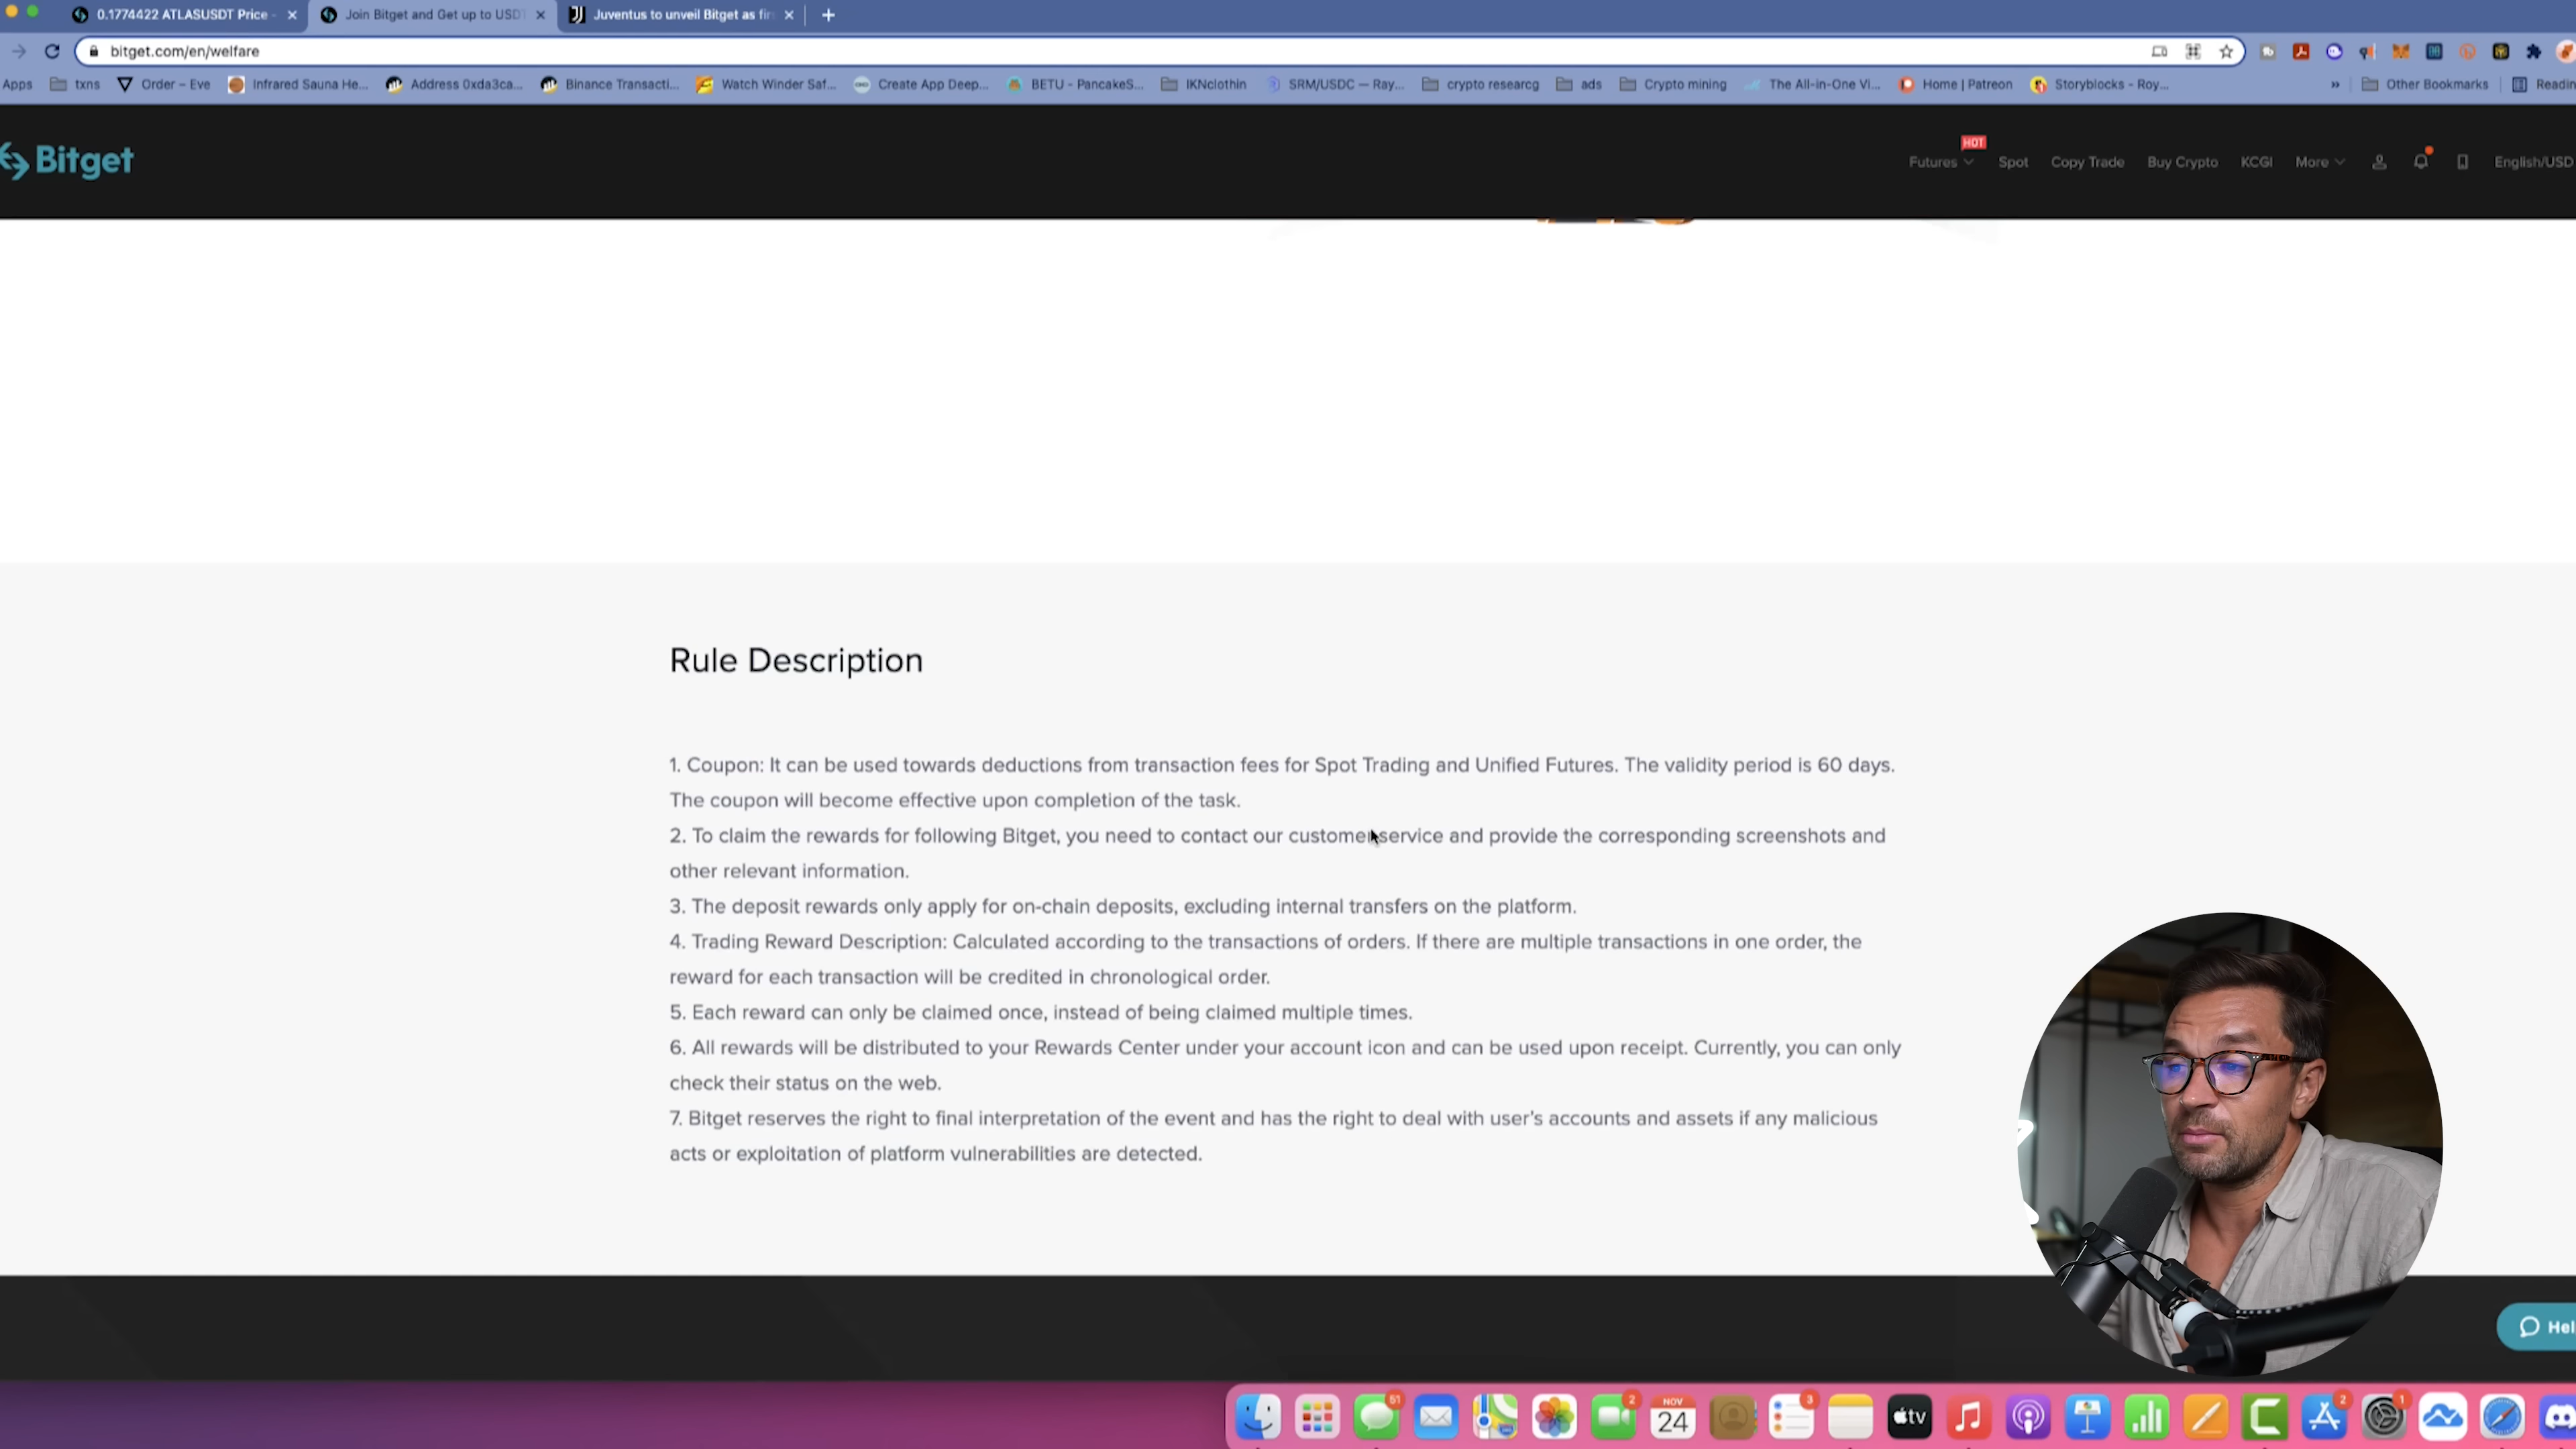 0.1774422 ATLASUSDT Price -
Join Bitget and Get up to USDT
Juventus to unveil Bitget as fir
bitget.com/en/welfare
Apps txns Order – Eve Infrared Sauna He... Address 0xda3ca... Binance Transacti... Watch Winder Saf... Create App Deep... BETU - PancakeS... IKNclothin SRM/USDC — Ray... crypto researcg ads Crypto mining The All-in-One Vi... Home | Patreon Storyblocks - Roy... » Other Bookmarks Readin
Bitget
HOT
Futures Spot Copy Trade Buy Crypto KCGI More English/USD
Rule Description
1. Coupon: It can be used towards deductions from transaction fees for Spot Trading and Unified Futures. The validity period is 60 days.
The coupon will become effective upon completion of the task.
2. To claim the rewards for following Bitget, you need to contact our customer service and provide the corresponding screenshots and
other relevant information.
3. The deposit rewards only apply for on-chain deposits, excluding internal transfers on the platform.
4. Trading Reward Description: Calculated according to the transactions of orders. If there are multiple transactions in one order, the
reward for each transaction will be credited in chronological order.
5. Each reward can only be claimed once, instead of being claimed multiple times.
6. All rewards will be distributed to your Rewards Center under your account icon and can be used upon receipt. Currently, you can only
check their status on the web.
7. Bitget reserves the right to final interpretation of the event and has the right to deal with user's accounts and assets if any malicious
acts or exploitation of platform vulnerabilities are detected.
Hel
51 2 3 2 1
NOV
24
tv